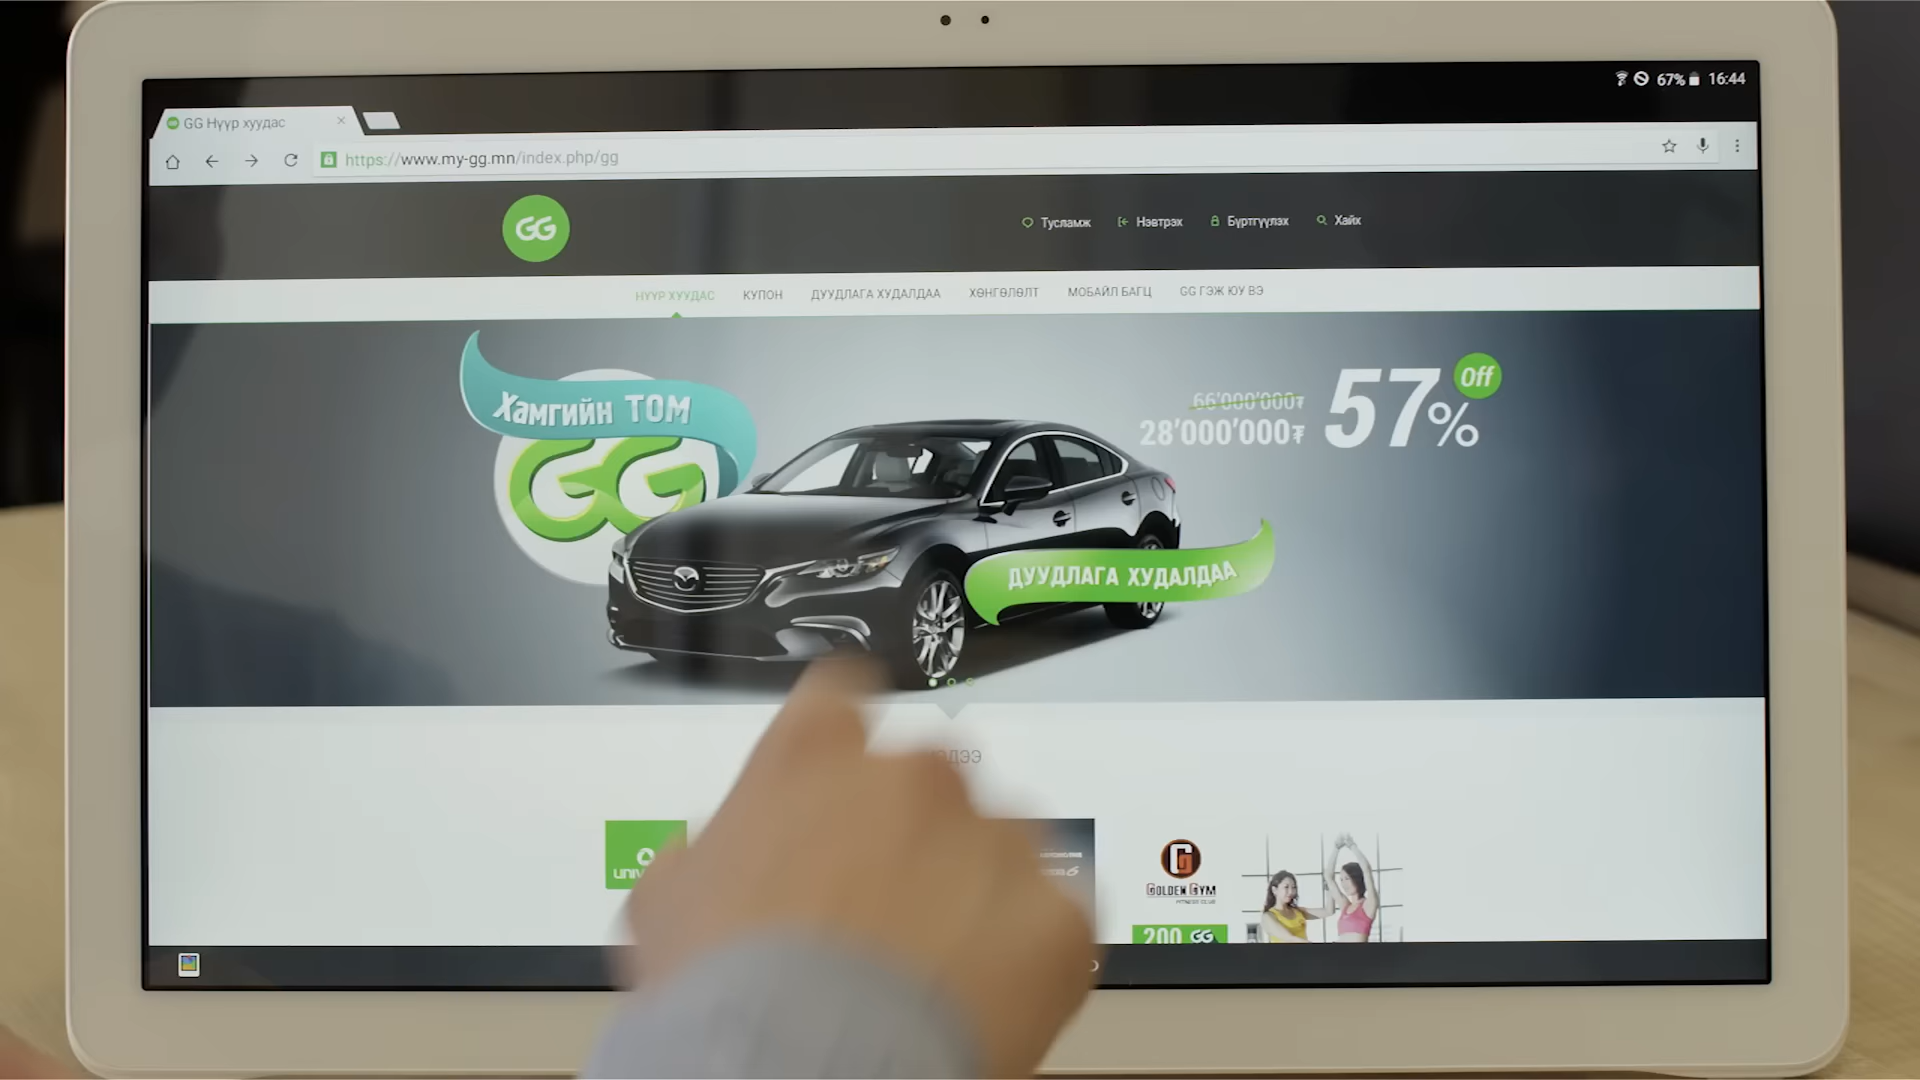 67% 16:44
GG Нүүр хуудас
https://www.my-gg.mn/index.php/gg
GG
Тусламж Нэвтрэх Бүртгүүлэх Хайх
НҮҮР ХУУДАС КУПОН ДУУДЛАГА ХУДАЛДАА ХӨНГӨЛӨЛТ МОБАЙЛ БАГЦ GG ГЭЖ ЮУ ВЭ
Хамгийн ТОМ
GG
66'000'000₮
28'000'000₮
57%
Off
ДУУДЛАГА ХУДАЛДАА
GOLDEN GYM
FITNESS CLUB
200 GG